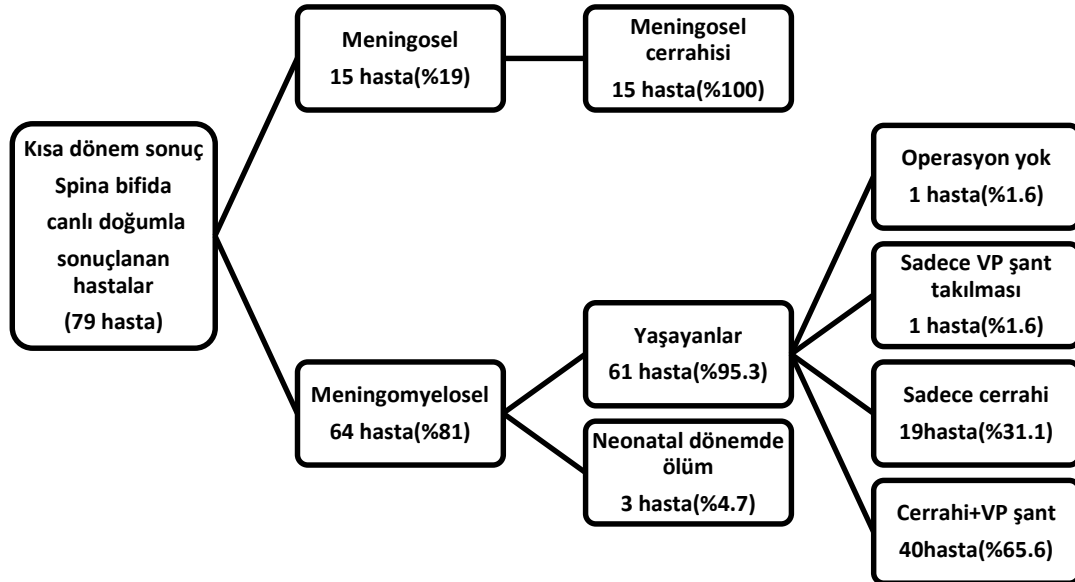 Kısa dönem sonuç
Spina bifida
canlı doğumla
sonuçlanan
hastalar
(79 hasta)
Meningosel
15 hasta(%19)
Meningosel
cerrahisi
15 hasta(%100)
Meningomyelosel
64 hasta(%81)
Yaşayanlar
61 hasta(%95.3)
Neonatal dönemde
ölüm
3 hasta(%4.7)
Operasyon yok
1 hasta(%1.6)
Sadece VP şant
takılması
1 hasta(%1.6)
Sadece cerrahi
19hasta(%31.1)
Cerrahi+VP şant
40hasta(%65.6)